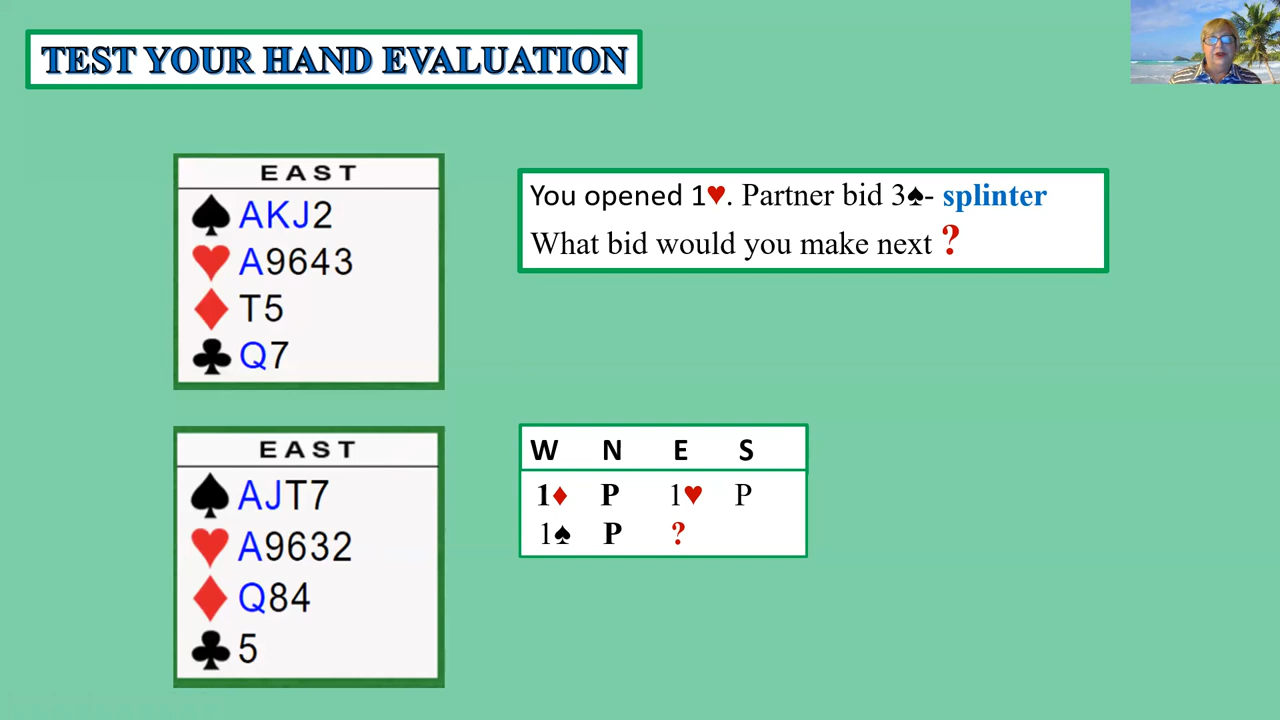 TEST YOUR HAND EVALUATION
EAST
♠ AKJ2
♥ A9643
♦ T5
♣ Q7
You opened 1♥. Partner bid 3♠- splinter
What bid would you make next ?
EAST
♠ AJT7
♥ A9632
♦ Q84
♣ 5
W N E S
1♦ P 1♥ P
1♠ P ?